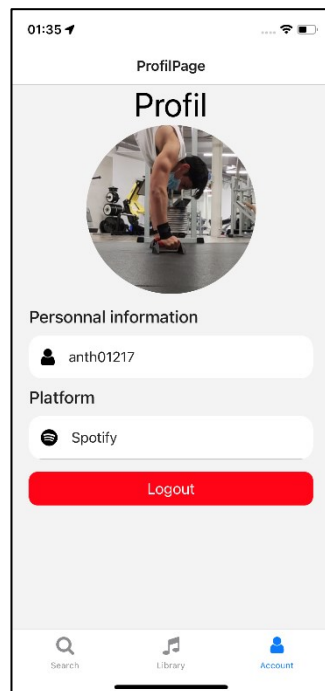 01:35
ProfilPage
Profil
Personnal information
anth01217
Platform
Spotify
Logout
Search
Library
Account